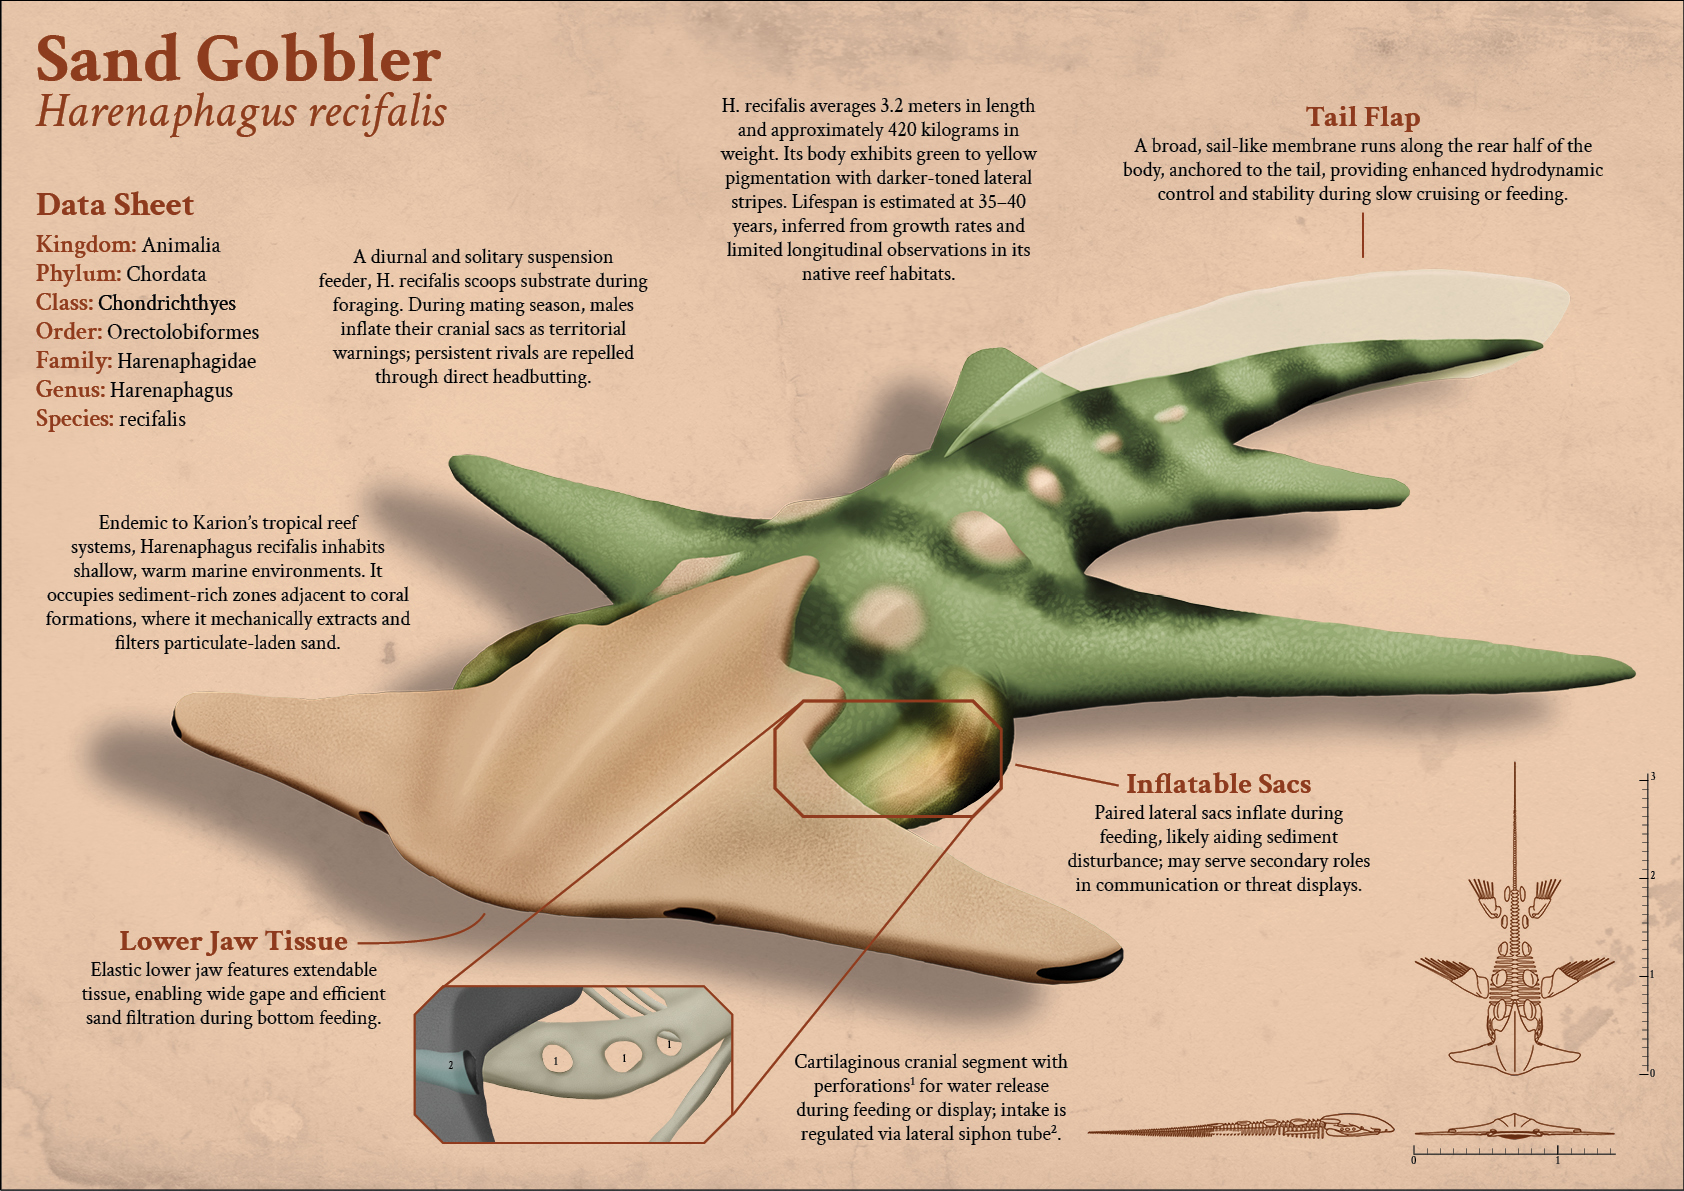 Sand Gobbler
Harenaphagus recifalis
Data Sheet
Kingdom: Animalia
Phylum: Chordata
Class: Chondrichthyes
Order: Orectolobiformes
Family: Harenaphagidae
Genus: Harenaphagus
Species: recifalis
A diurnal and solitary suspension
feeder, H. recifalis scoops substrate during
foraging. During mating season, males
inflate their cranial sacs as territorial
warnings; persistent rivals are repelled
through direct headbutting.
H. recifalis averages 3.2 meters in length
and approximately 420 kilograms in
weight. Its body exhibits green to yellow
pigmentation with darker-toned lateral
stripes. Lifespan is estimated at 35–40
years, inferred from growth rates and
limited longitudinal observations in its
native reef habitats.
Tail Flap
A broad, sail-like membrane runs along the rear half of the
body, anchored to the tail, providing enhanced hydrodynamic
control and stability during slow cruising or feeding.
Endemic to Karion’s tropical reef
systems, Harenaphagus recifalis inhabits
shallow, warm marine environments. It
occupies sediment-rich zones adjacent to coral
formations, where it mechanically extracts and
filters particulate-laden sand.
Inflatable Sacs
Paired lateral sacs inflate during
feeding, likely aiding sediment
disturbance; may serve secondary roles
in communication or threat displays.
Lower Jaw Tissue
Elastic lower jaw features extendable
tissue, enabling wide gape and efficient
sand filtration during bottom feeding.
2
1
1
1
Cartilaginous cranial segment with
perforations¹ for water release
during feeding or display; intake is
regulated via lateral siphon tube².
3
2
1
0
0
1